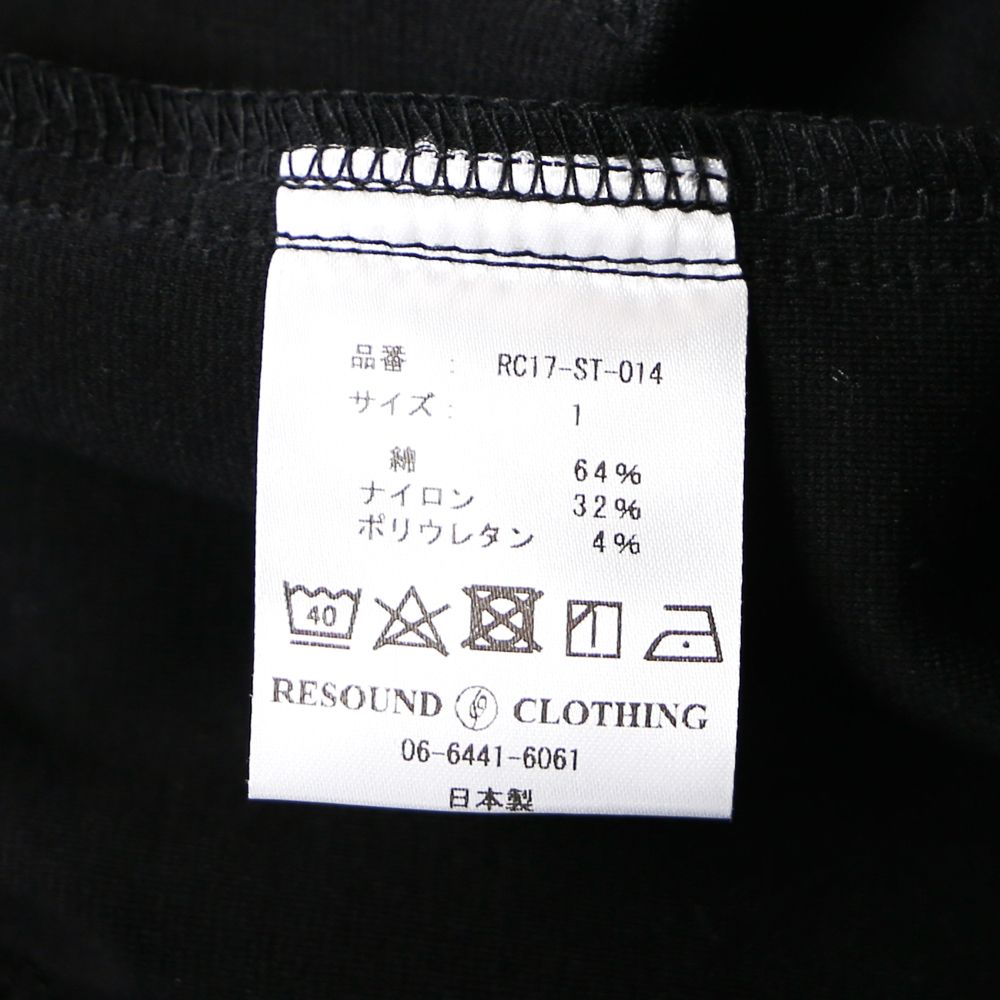 品番 : RC17-ST-014
サイズ : 1
綿 64%
ナイロン 32%
ポリウレタン 4%
40
RESOUND CLOTHING
06-6441-6061
日本製